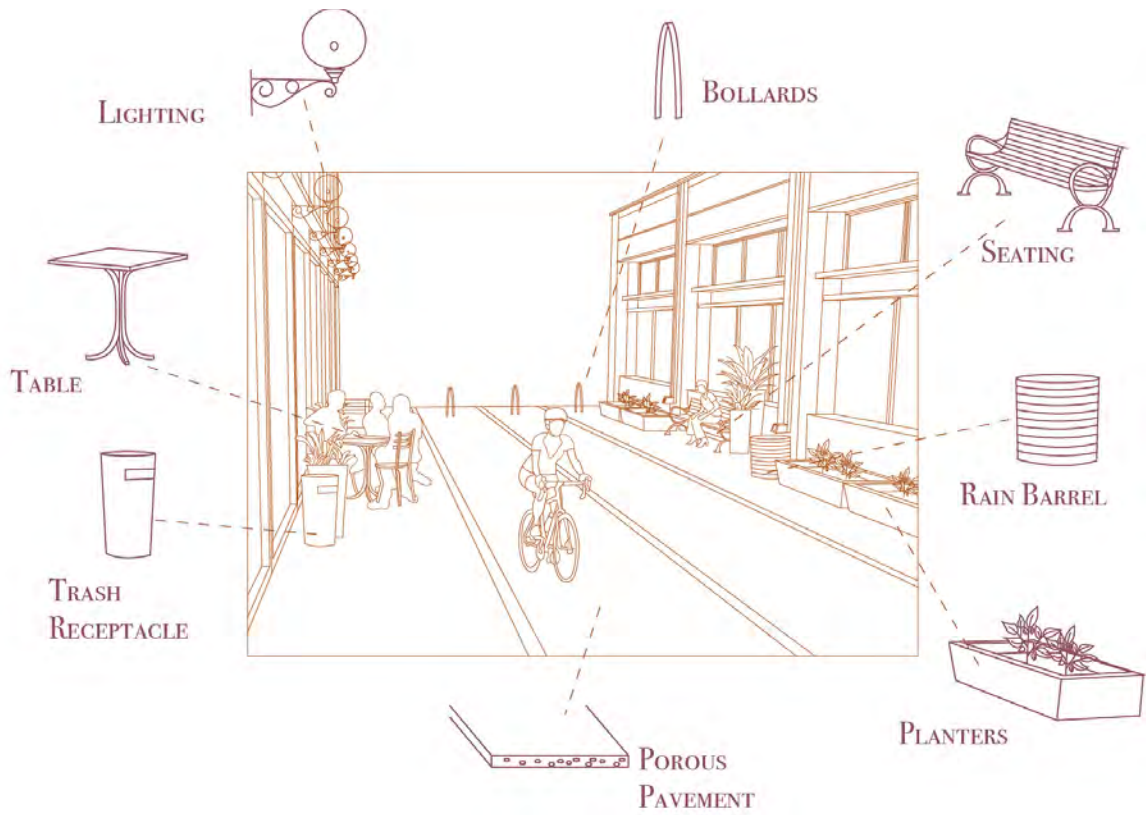 LIGHTING
BOLLARDS
SEATING
TABLE
RAIN BARREL
TRASH
RECEPTACLE
PLANTERS
POROUS
PAVEMENT